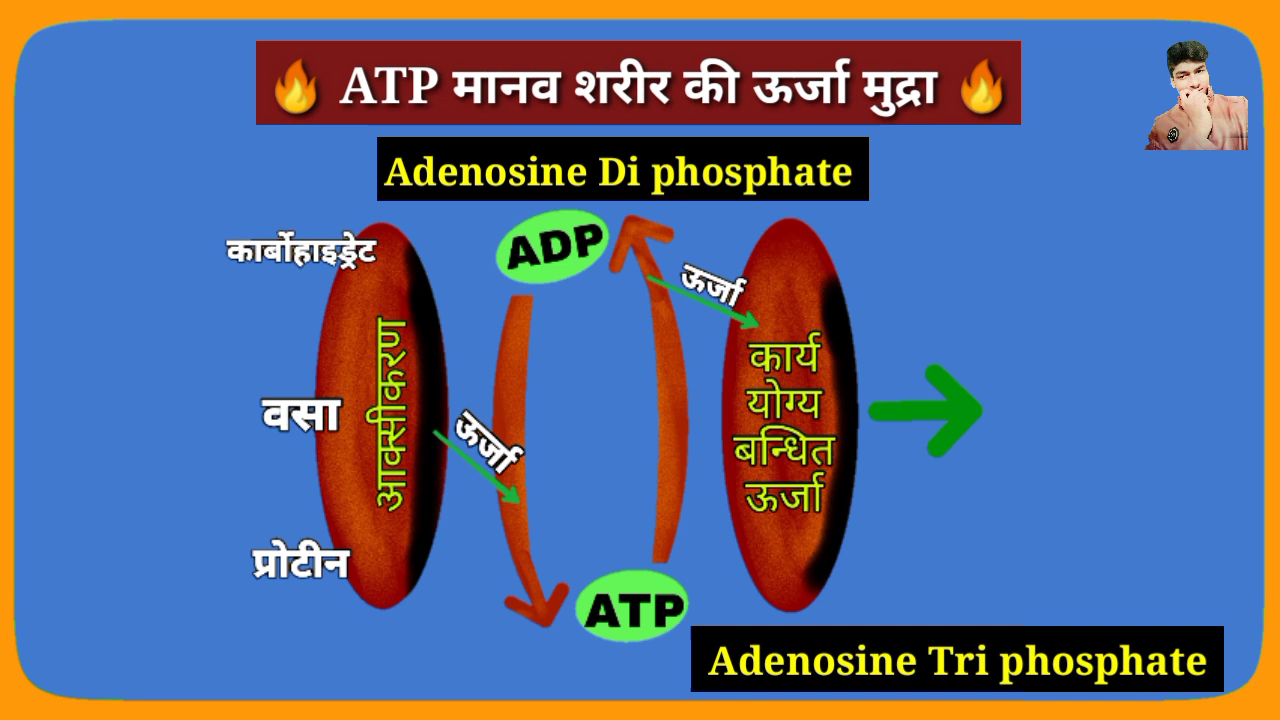 🔥 ATP मानव शरीर की ऊर्जा मुद्रा 🔥
Adenosine Di phosphate
ADP
कार्बोहाइड्रेट
वसा
प्रोटीन
आक्सीकरण
ऊर्जा
ऊर्जा
कार्य
योग्य
बन्धित
ऊर्जा
ATP
Adenosine Tri phosphate